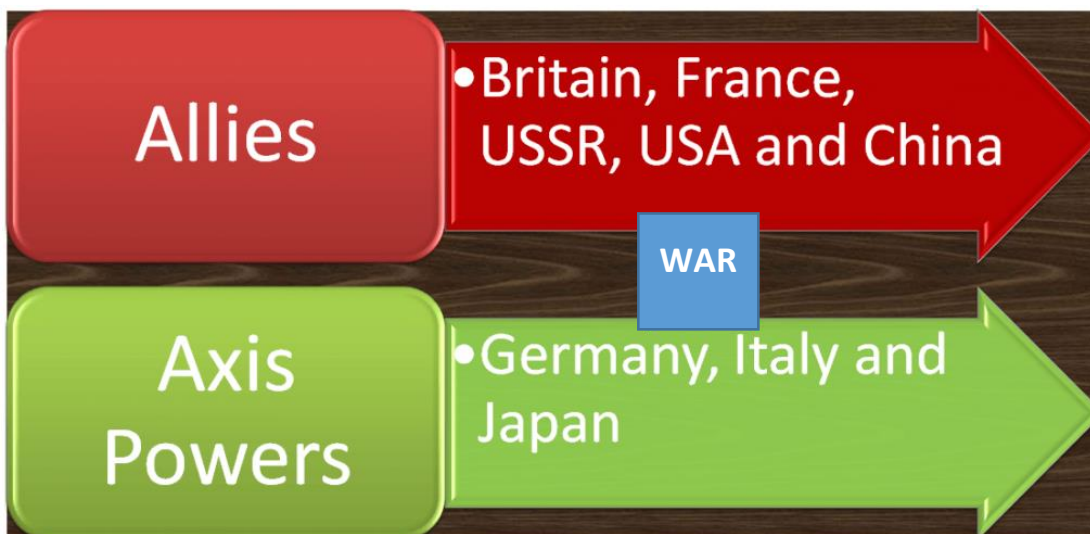 Allies
•Britain, France,
USSR, USA and China
WAR
Axis
Powers
•Germany, Italy and
Japan